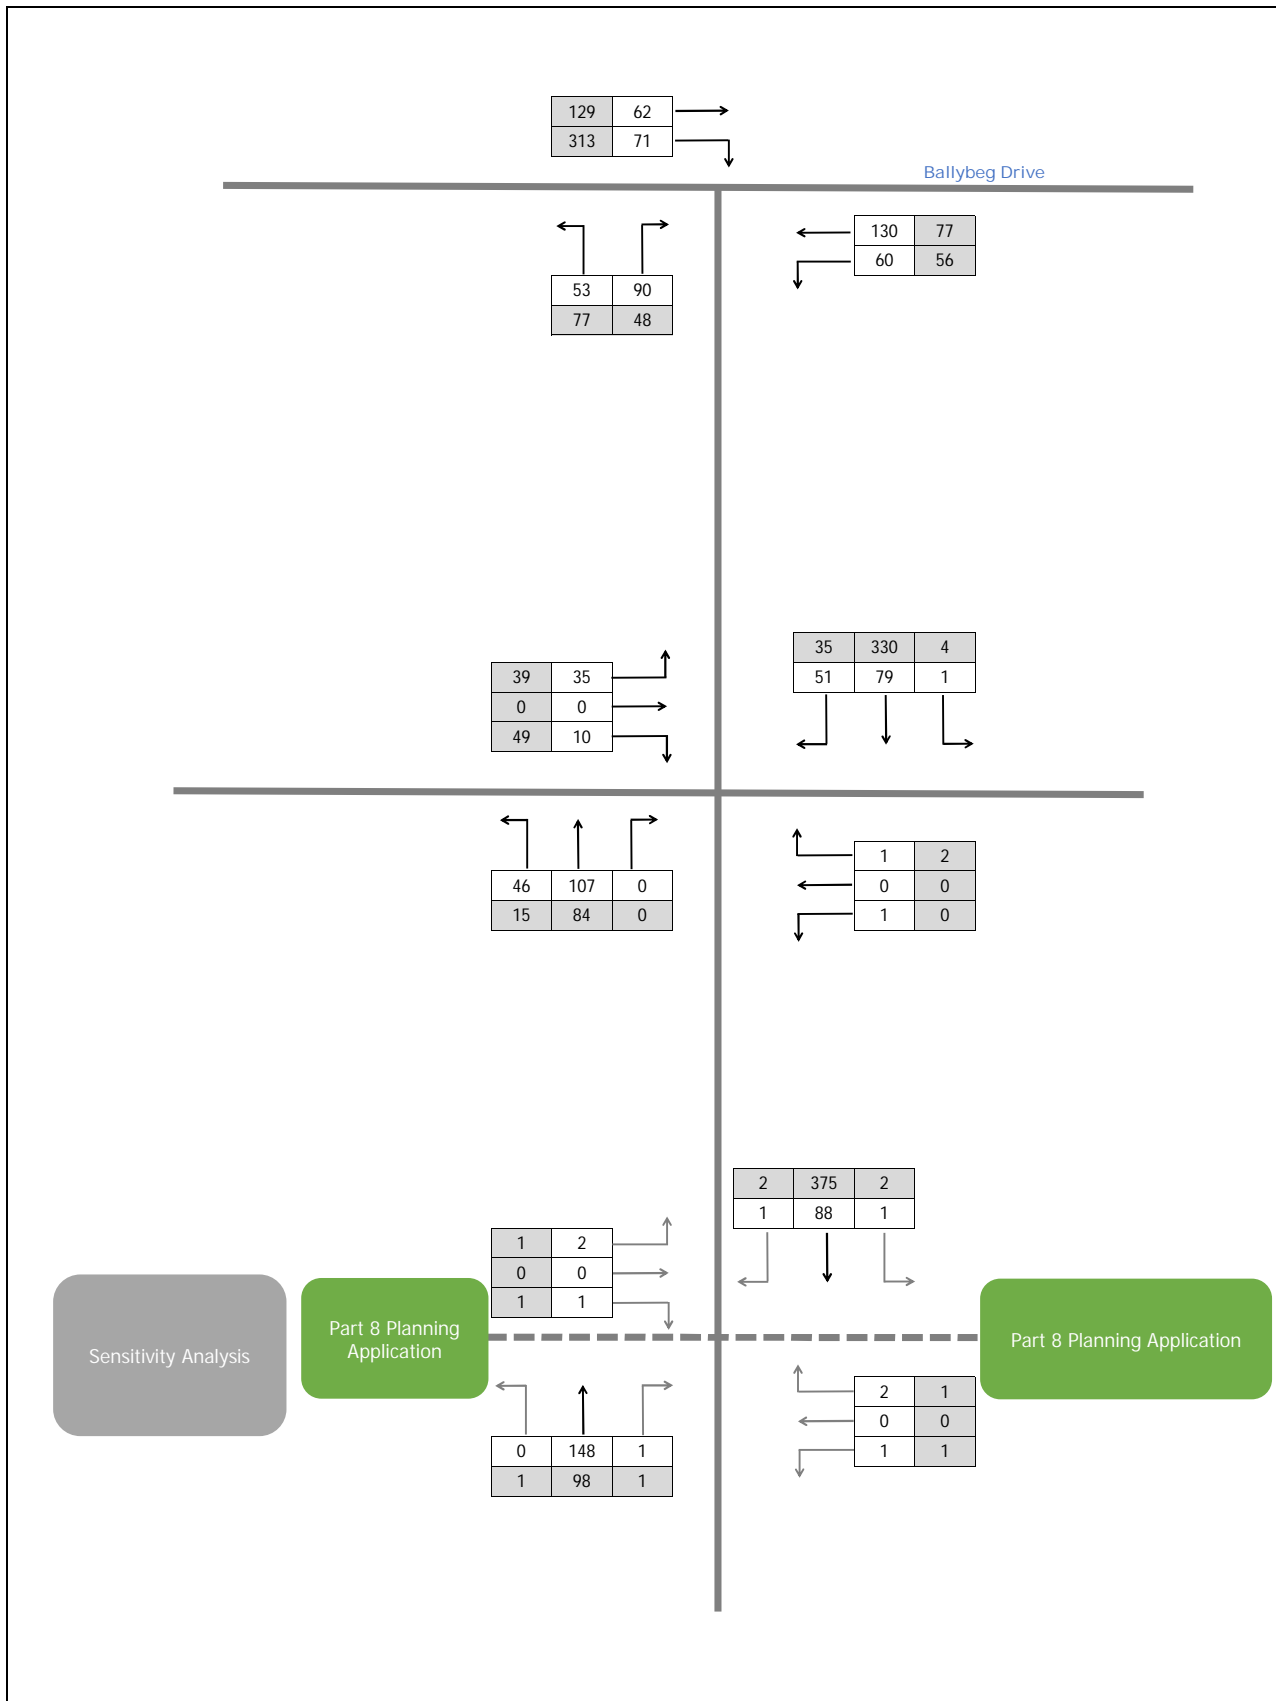 129 62
313 71
Ballybeg Drive
130 77
60 56
53 90
77 48
35 330 4
51 79 1
39 35
0 0
49 10
1 2
0 0
1 0
46 107 0
15 84 0
2 375 2
1 88 1
1 2
0 0
1 1
Sensitivity Analysis
Part 8 Planning
Application
Part 8 Planning Application
2 1
0 0
1 1
0 148 1
1 98 1